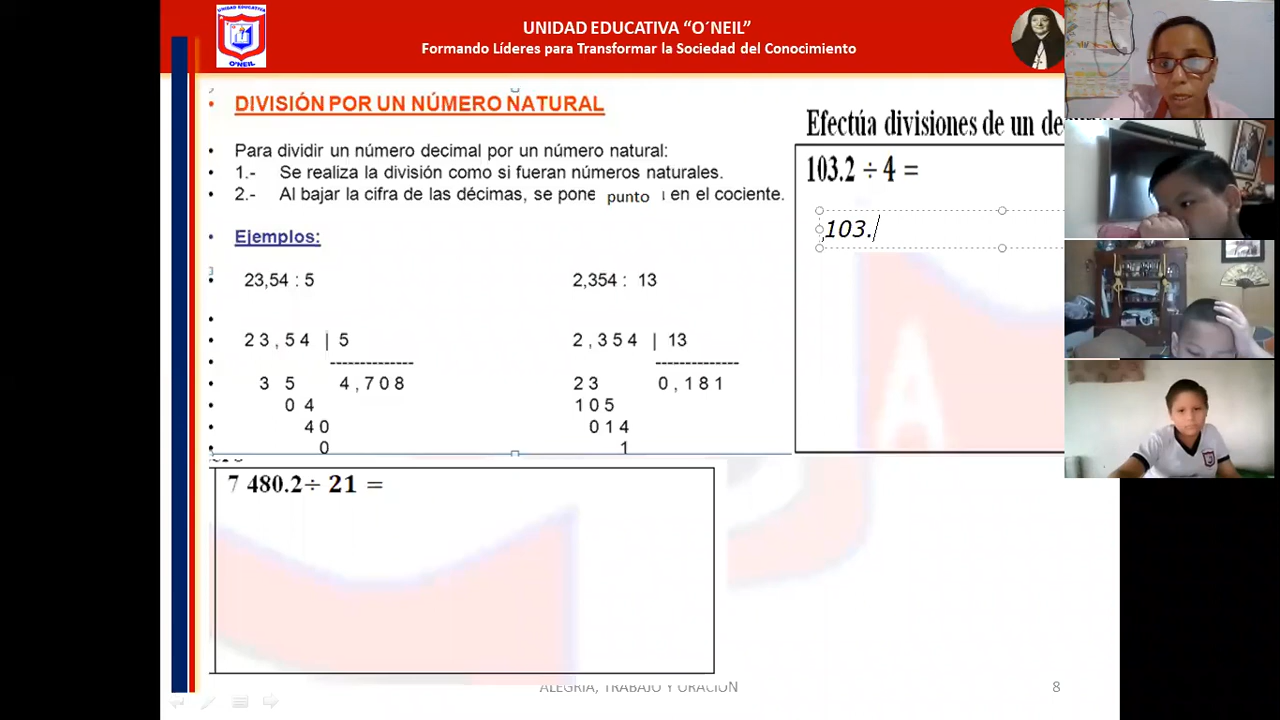 UNIDAD EDUCATIVA
O´NEIL
UNIDAD EDUCATIVA “O´NEIL”
Formando Líderes para Transformar la Sociedad del Conocimiento
• DIVISIÓN POR UN NÚMERO NATURAL
• Para dividir un número decimal por un número natural:
• 1.- Se realiza la división como si fueran números naturales.
• 2.- Al bajar la cifra de las décimas, se pone punto en el cociente.
• Ejemplos:
• 23,54 : 5 2,354 : 13
• 2 3 , 5 4 | 5 2 , 3 5 4 | 13
• -------------- --------------
• 3 5 4 , 7 0 8 2 3 0 , 1 8 1
• 0 4 1 0 5
• 4 0 0 1 4
• 0 1
Efectúa divisiones de un de
103.2 ÷ 4 =
103.
7 480.2÷ 21 =
ALEGRIA, TRABAJO Y ORACION
8